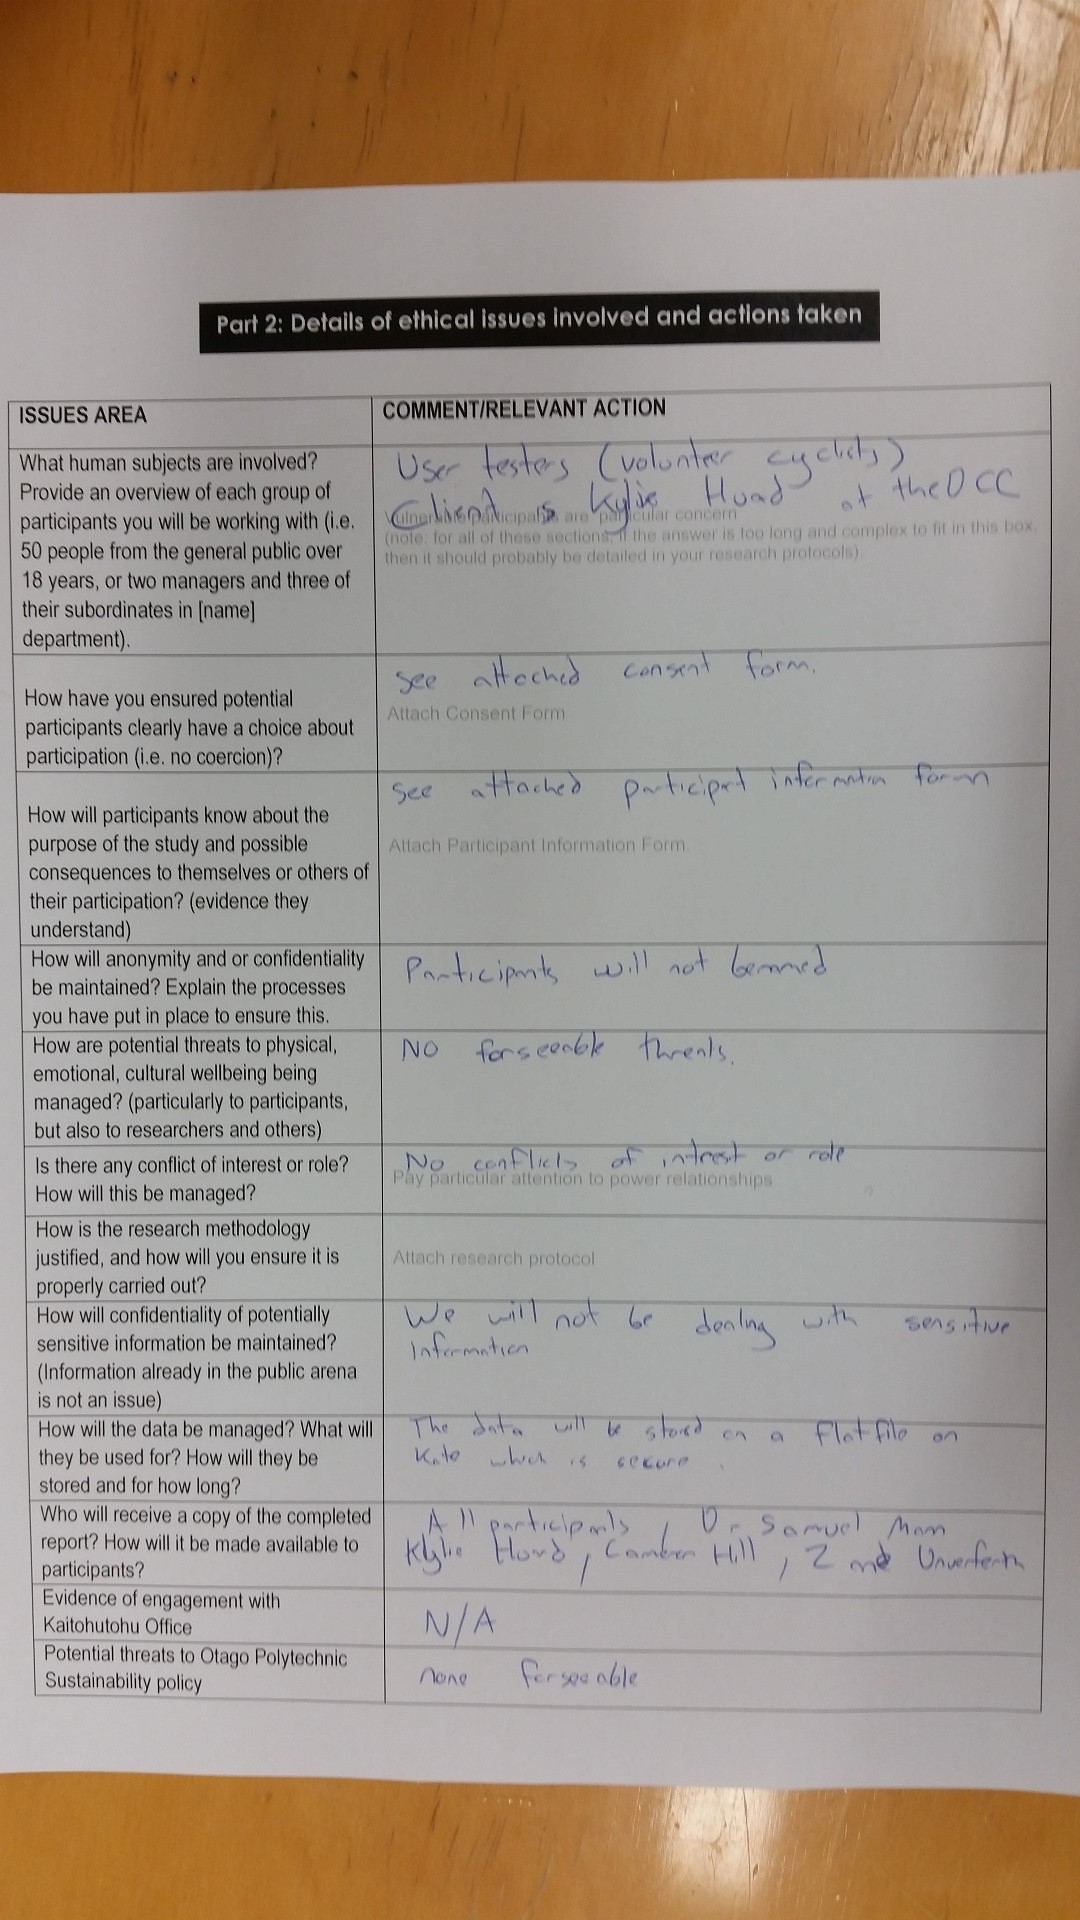 Part 2: Details of ethical issues involved and actions taken
ISSUES AREA
COMMENT/RELEVANT ACTION
What human subjects are involved?
Provide an overview of each group of
participants you will be working with (i.e.
50 people from the general public over
18 years, or two managers and three of
their subordinates in [name]
department).
User testers (volunteer cyclists)
Client is Kylie Huad at the DCC
Vulnerable participants are particular concern
(note: for all of these sections, if the answer is too long and complex to fit in this box,
then it should probably be detailed in your research protocols).
How have you ensured potential
participants clearly have a choice about
participation (i.e. no coercion)?
see attached consent form.
Attach Consent Form
How will participants know about the
purpose of the study and possible
consequences to themselves or others of
their participation? (evidence they
understand)
see attached participant information form
Attach Participant Information Form.
How will anonymity and or confidentiality
be maintained? Explain the processes
you have put in place to ensure this.
Participants will not be named
How are potential threats to physical,
emotional, cultural wellbeing being
managed? (particularly to participants,
but also to researchers and others)
NO forseeable threats.
Is there any conflict of interest or role?
How will this be managed?
No conflicts of intrest or role
Pay particular attention to power relationships
How is the research methodology
justified, and how will you ensure it is
properly carried out?
Attach research protocol
How will confidentiality of potentially
sensitive information be maintained?
(Information already in the public arena
is not an issue)
We will not be dealing with sensitive
information
How will the data be managed? What will
they be used for? How will they be
stored and for how long?
The data will be stored on a flat file on
Kate which is secure.
Who will receive a copy of the completed
report? How will it be made available to
participants?
All participants, Dr Samuel Mann
Kylie Huad, Cameron Hill, Unverferth
Evidence of engagement with
Kaitohutohu Office
N/A
Potential threats to Otago Polytechnic
Sustainability policy
none forseeable